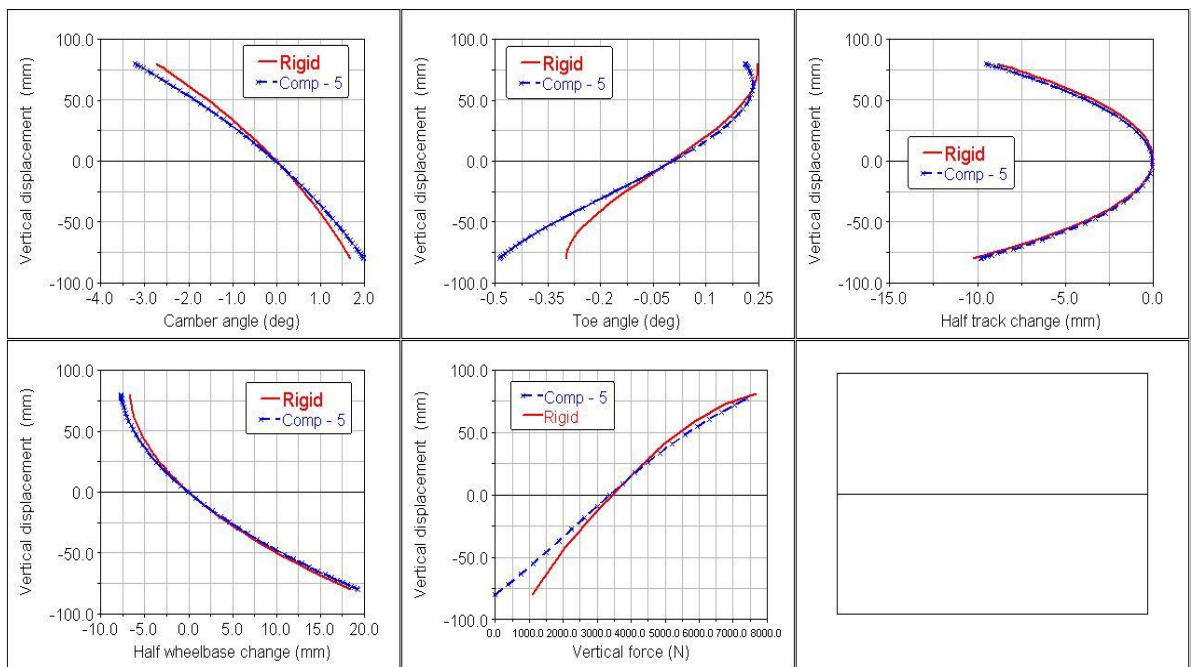 Vertical displacement (mm)
100.0
50.0
0.0
-50.0
-100.0
Rigid
Comp - 5
-4.0 -3.0 -2.0 -1.0 0.0 1.0 2.0
Camber angle (deg)
Vertical displacement (mm)
100.0
50.0
0.0
-50.0
-100.0
Rigid
Comp - 5
-0.5 -0.35 -0.2 -0.05 0.1 0.25
Toe angle (deg)
Vertical displacement (mm)
100.0
50.0
0.0
-50.0
-100.0
Rigid
Comp - 5
-15.0 -10.0 -5.0 0.0
Half track change (mm)
Vertical displacement (mm)
100.0
50.0
0.0
-50.0
-100.0
Rigid
Comp - 5
-10.0 -5.0 0.0 5.0 10.0 15.0 20.0
Half wheelbase change (mm)
Vertical displacement (mm)
100.0
50.0
0.0
-50.0
-100.0
Comp - 5
Rigid
0.0 1000.0 2000.0 3000.0 4000.0 5000.0 6000.0 7000.0 8000.0
Vertical force (N)